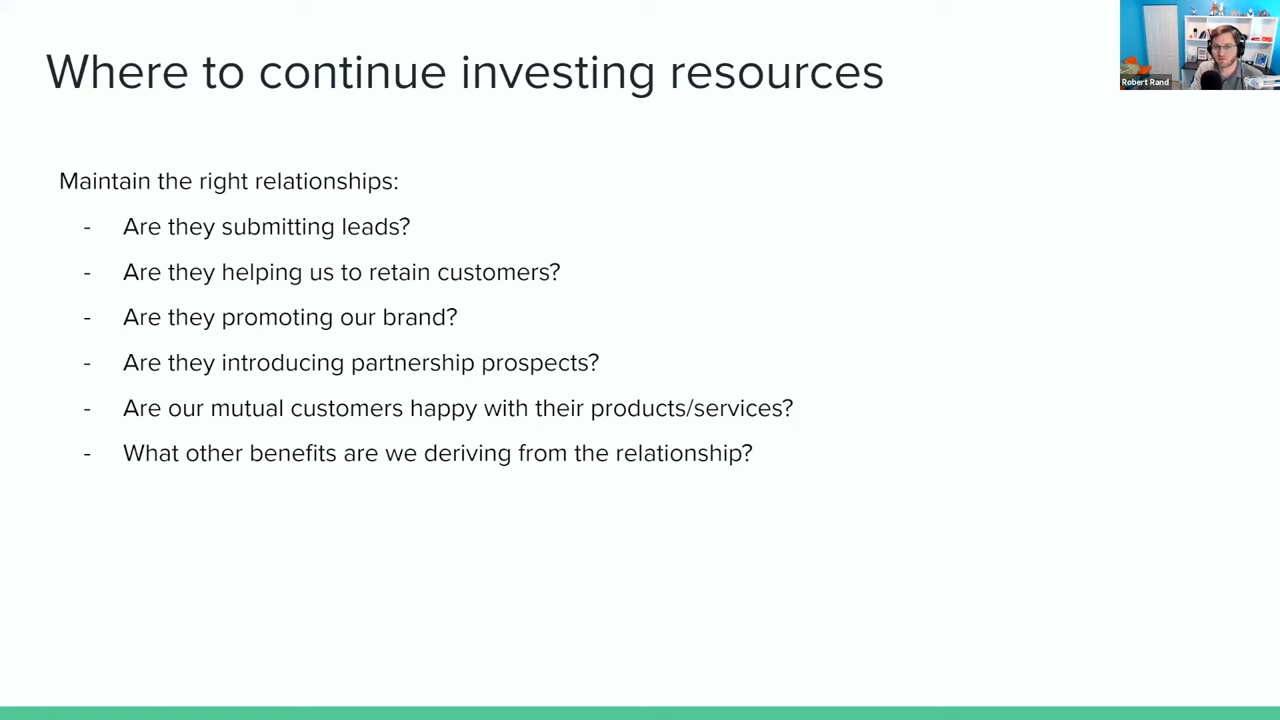 Where to continue investing resources
Robert Rand
Maintain the right relationships:
- Are they submitting leads?
- Are they helping us to retain customers?
- Are they promoting our brand?
- Are they introducing partnership prospects?
- Are our mutual customers happy with their products/services?
- What other benefits are we deriving from the relationship?